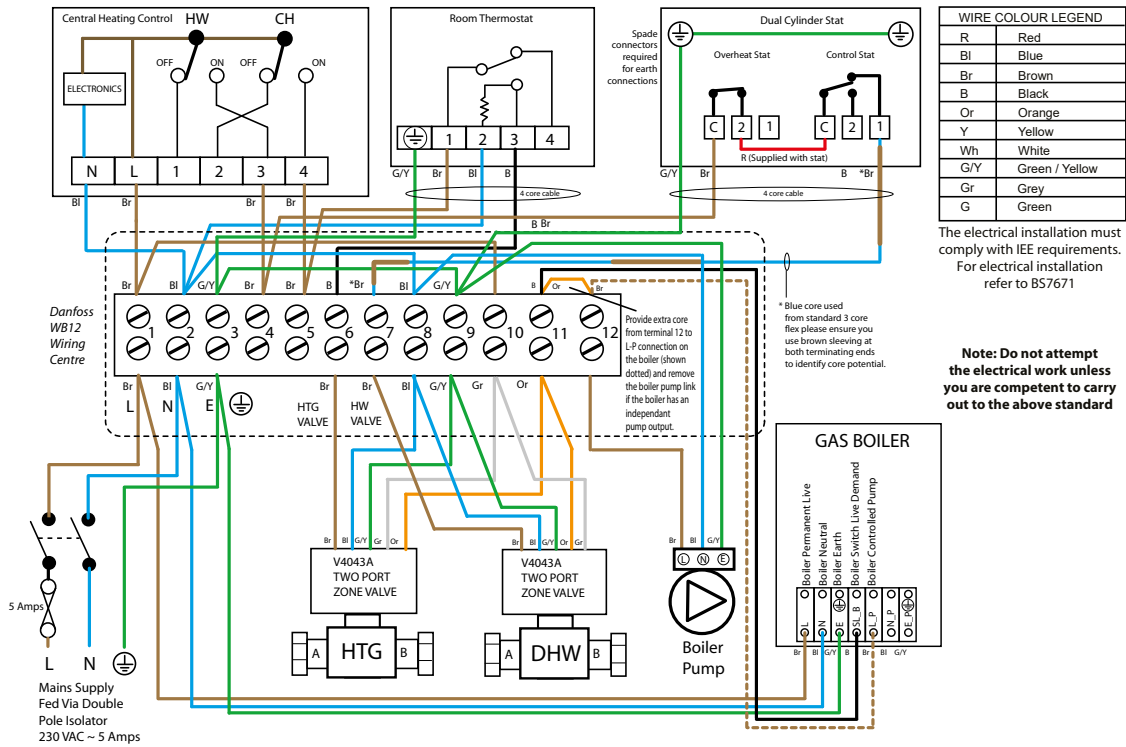 Central Heating Control
HW
CH
OFF
ON
OFF
ON
ELECTRONICS
N
L
1
2
3
4
Bl
Br
Br
Br
Room Thermostat
1
2
3
4
G/Y
Br
Bl
B
4 core cable
Spade
connectors
required
for earth
connections
Dual Cylinder Stat
Overheat Stat
Control Stat
C
2
1
C
2
1
R (Supplied with stat)
G/Y
Br
B
*Br
4 core cable
B Br
WIRE COLOUR LEGEND
R Red
Bl Blue
Br Brown
B Black
Or Orange
Y Yellow
Wh White
G/Y Green / Yellow
Gr Grey
G Green
The electrical installation must
comply with IEE requirements.
For electrical installation
refer to BS7671
Note: Do not attempt
the electrical work unless
you are competent to carry
out to the above standard
* Blue core used
from standard 3 core
flex please ensure you
use brown sleeving at
both terminating ends
to identify core potential.
Danfoss
WB12
Wiring
Centre
Br
Bl
G/Y
Br
Br
B
*Br
Bl
G/Y
B
Or
Br
1
2
3
4
5
6
7
8
9
10
11
12
Provide extra core
from terminal 12 to
L-P connection on
the boiler (shown
dotted) and remove
the boiler pump link
if the boiler has an
independant
pump output.
Br
Bl
G/Y
Br
Br
Bl
G/Y
Gr
Or
L
N
E
HTG
VALVE
HW
VALVE
5 Amps
L
N
Mains Supply
Fed Via Double
Pole Isolator
230 VAC ~ 5 Amps
Br
Bl
G/Y
Gr
Or
V4043A
TWO PORT
ZONE VALVE
A
HTG
B
Br
Bl
G/Y
Or
Gr
V4043A
TWO PORT
ZONE VALVE
A
DHW
B
Br
Bl
G/Y
L
N
E
Boiler
Pump
GAS BOILER
Boiler Permanent Live
Boiler Neutral
Boiler Earth
Boiler Switch Live Demand
Boiler Controlled Pump
L
N
E
SL_B
L_P
N_P
E_P
Br
Bl
G/Y
B
Br
Bl
G/Y